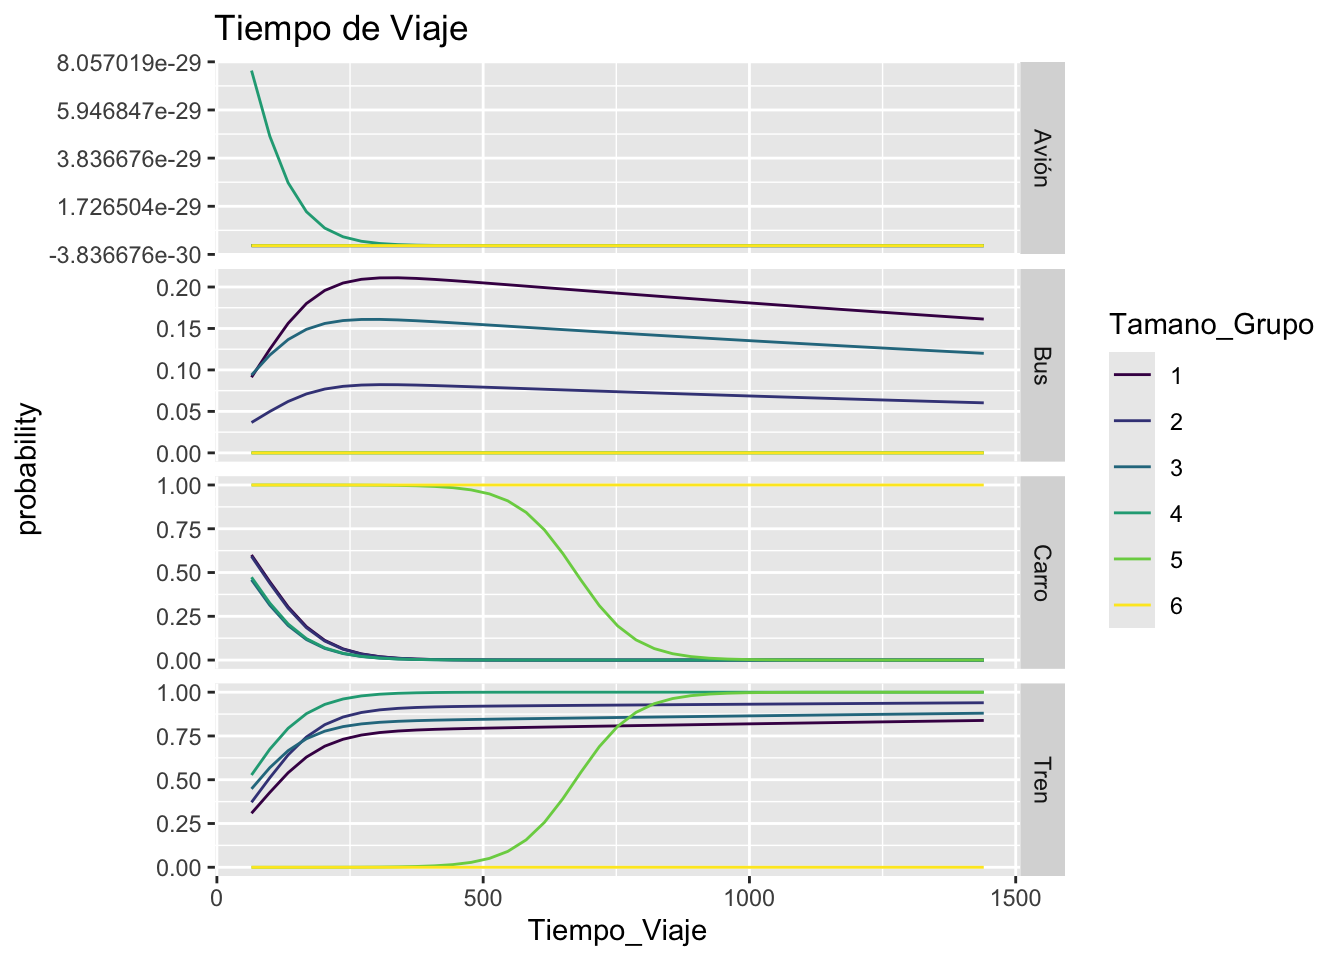 Tiempo de Viaje
8.057019e-29
5.946847e-29
3.836676e-29
1.726504e-29
-3.836676e-30
Avión
0.20
0.15
0.10
0.05
0.00
Bus
1.00
0.75
0.50
0.25
0.00
Carro
1.00
0.75
0.50
0.25
0.00
Tren
0 500 1000 1500
Tiempo_Viaje
probability
Tamano_Grupo
1
2
3
4
5
6